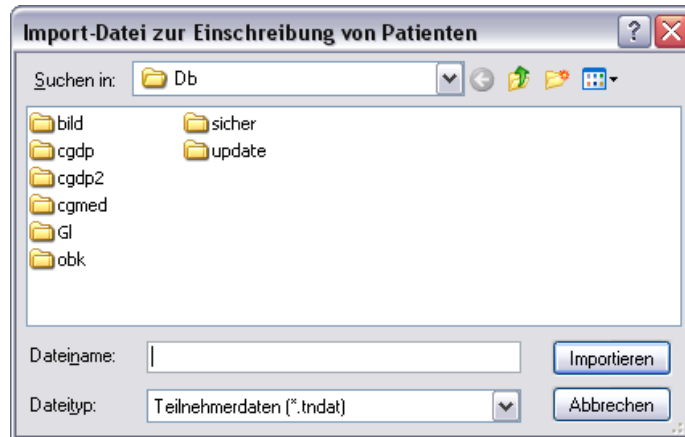 Import-Datei zur Einschreibung von Patienten
Suchen in: Db
bild sicher
cgdp update
cgdp2
cgmed
GI
obk
Dateiname:
Importieren
Dateityp: Teilnehmerdaten (*.tndat)
Abbrechen